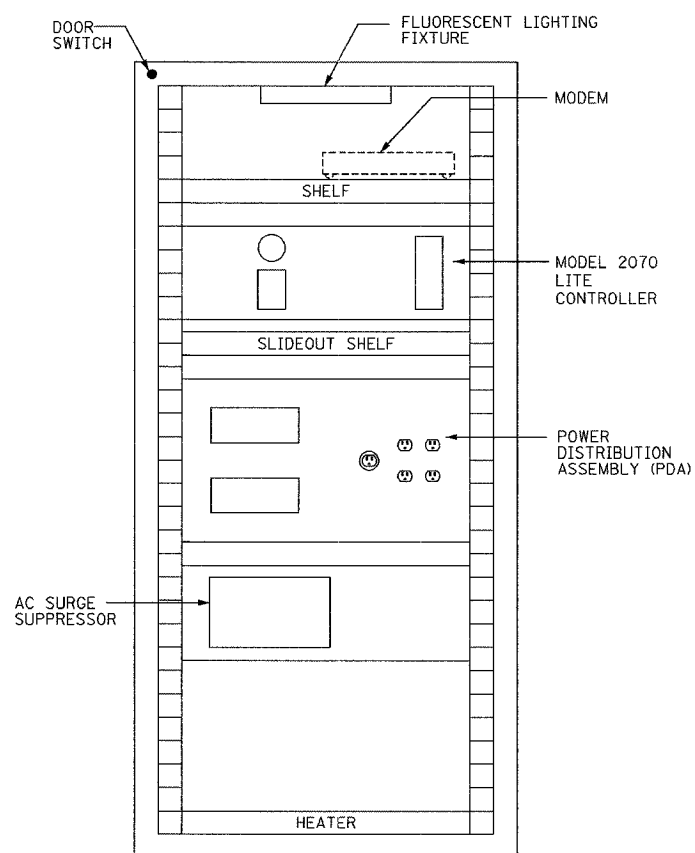 DOOR
SWITCH
FLUORESCENT LIGHTING
FIXTURE
MODEM
SHELF
MODEL 2070
LITE
CONTROLLER
SLIDEOUT SHELF
POWER
DISTRIBUTION
ASSEMBLY (PDA)
AC SURGE
SUPPRESSOR
HEATER